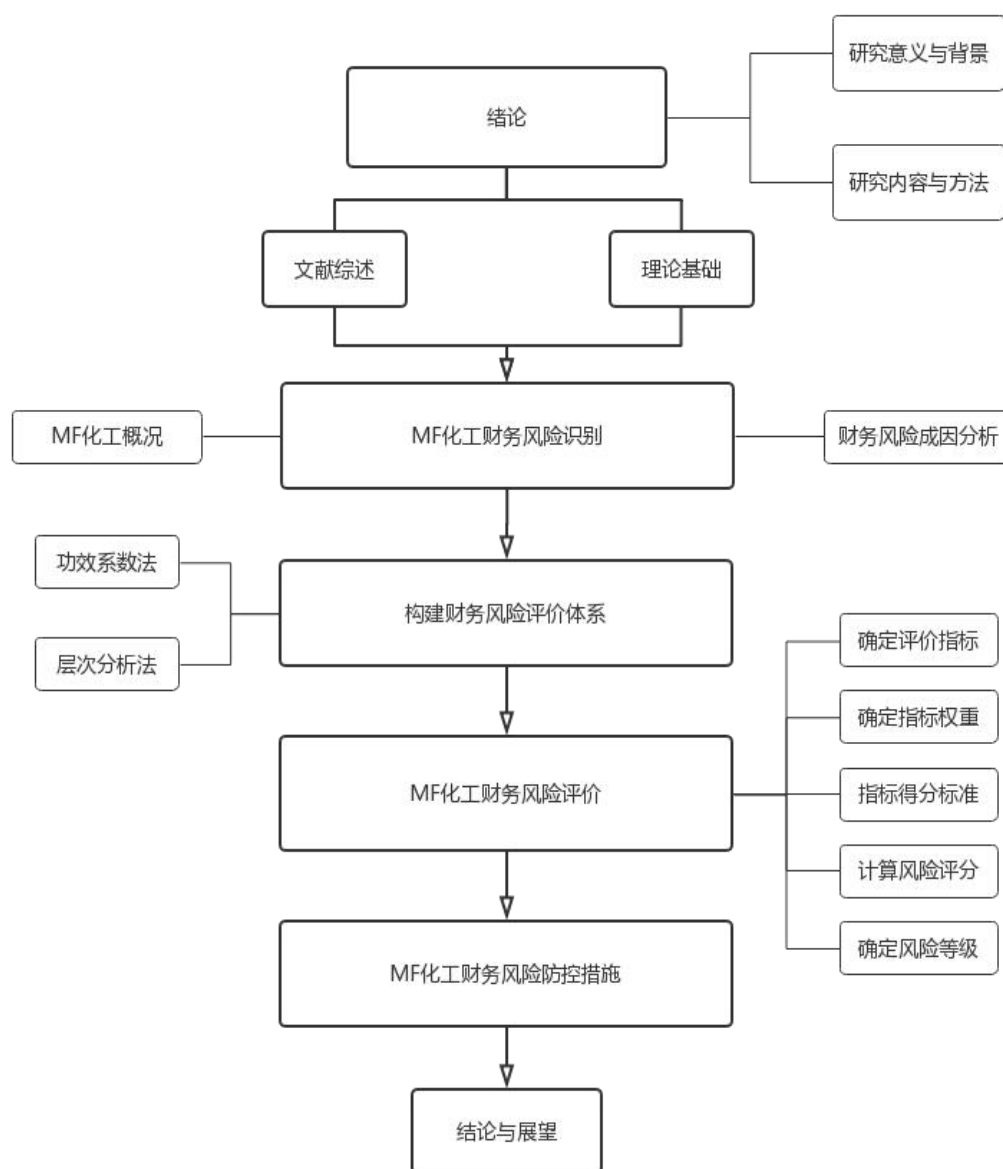 研究意义与背景
绪论
研究内容与方法
文献综述
理论基础
MF化工概况
MF化工财务风险识别
财务风险成因分析
功效系数法
构建财务风险评价体系
层次分析法
确定评价指标
确定指标权重
MF化工财务风险评价
指标得分标准
计算风险评分
确定风险等级
MF化工财务风险防控措施
结论与展望